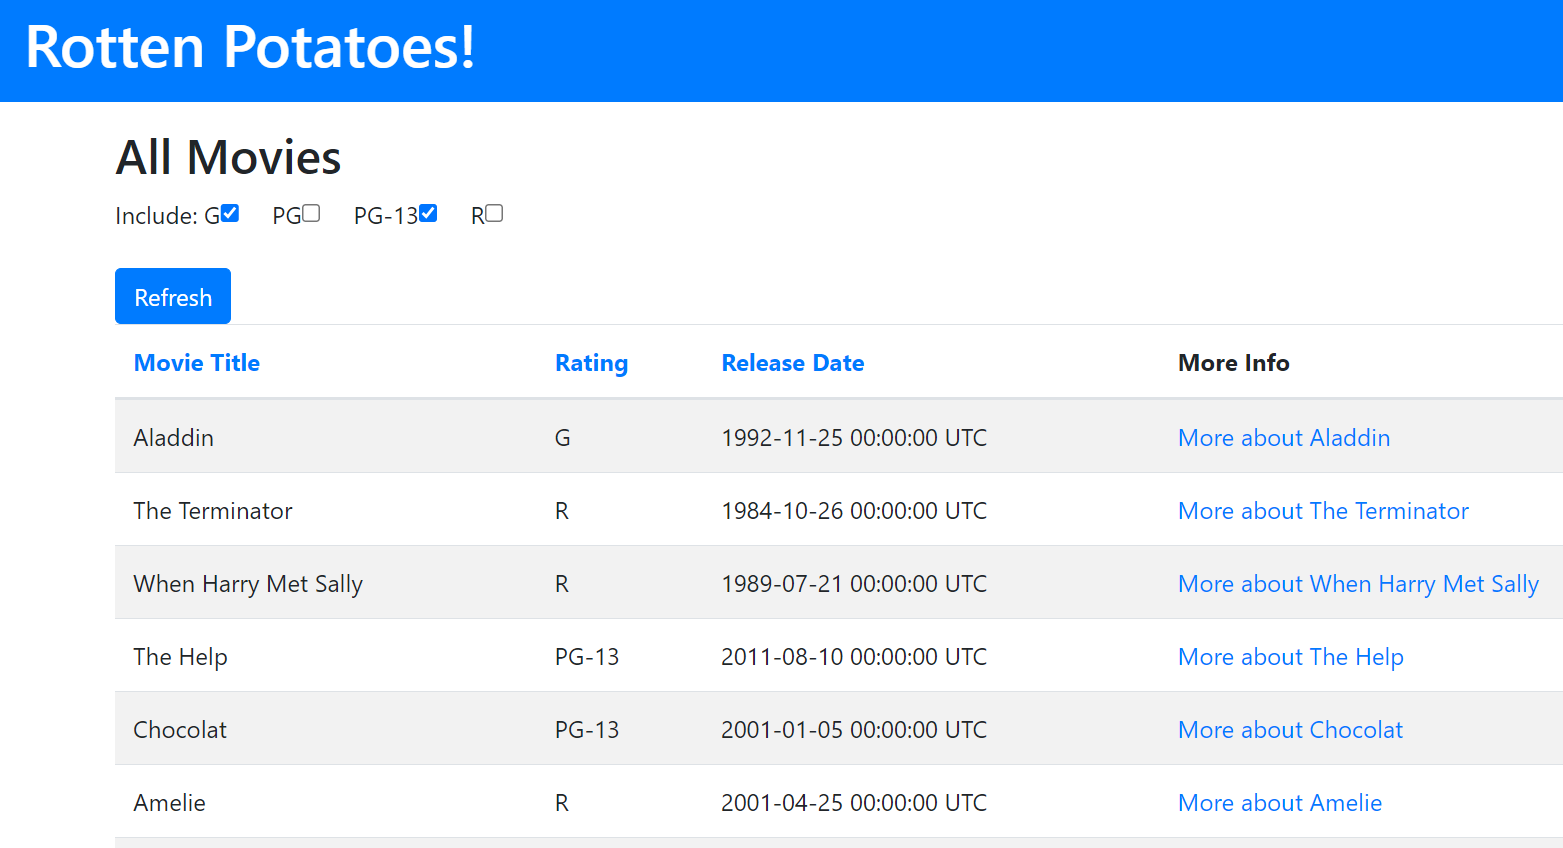 Rotten Potatoes!
All Movies
Include: G PG PG-13 R
Refresh
Movie Title Rating Release Date More Info
Aladdin G 1992-11-25 00:00:00 UTC More about Aladdin
The Terminator R 1984-10-26 00:00:00 UTC More about The Terminator
When Harry Met Sally R 1989-07-21 00:00:00 UTC More about When Harry Met Sally
The Help PG-13 2011-08-10 00:00:00 UTC More about The Help
Chocolat PG-13 2001-01-05 00:00:00 UTC More about Chocolat
Amelie R 2001-04-25 00:00:00 UTC More about Amelie